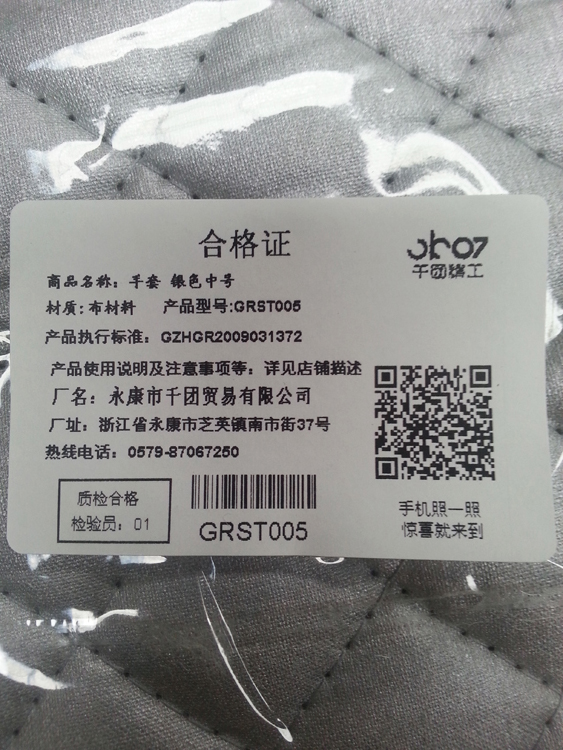 合格证
千团精工
商品名称：手套 银色中号
材质：布材料 产品型号:GRST005
产品执行标准：GZHGR2009031372
产品使用说明及注意事项等：详见店铺描述
厂名：永康市千团贸易有限公司
厂址：浙江省永康市芝英镇南市街37号
热线电话：0579-87067250
质检合格
检验员：01
GRST005
手机照一照
惊喜就来到